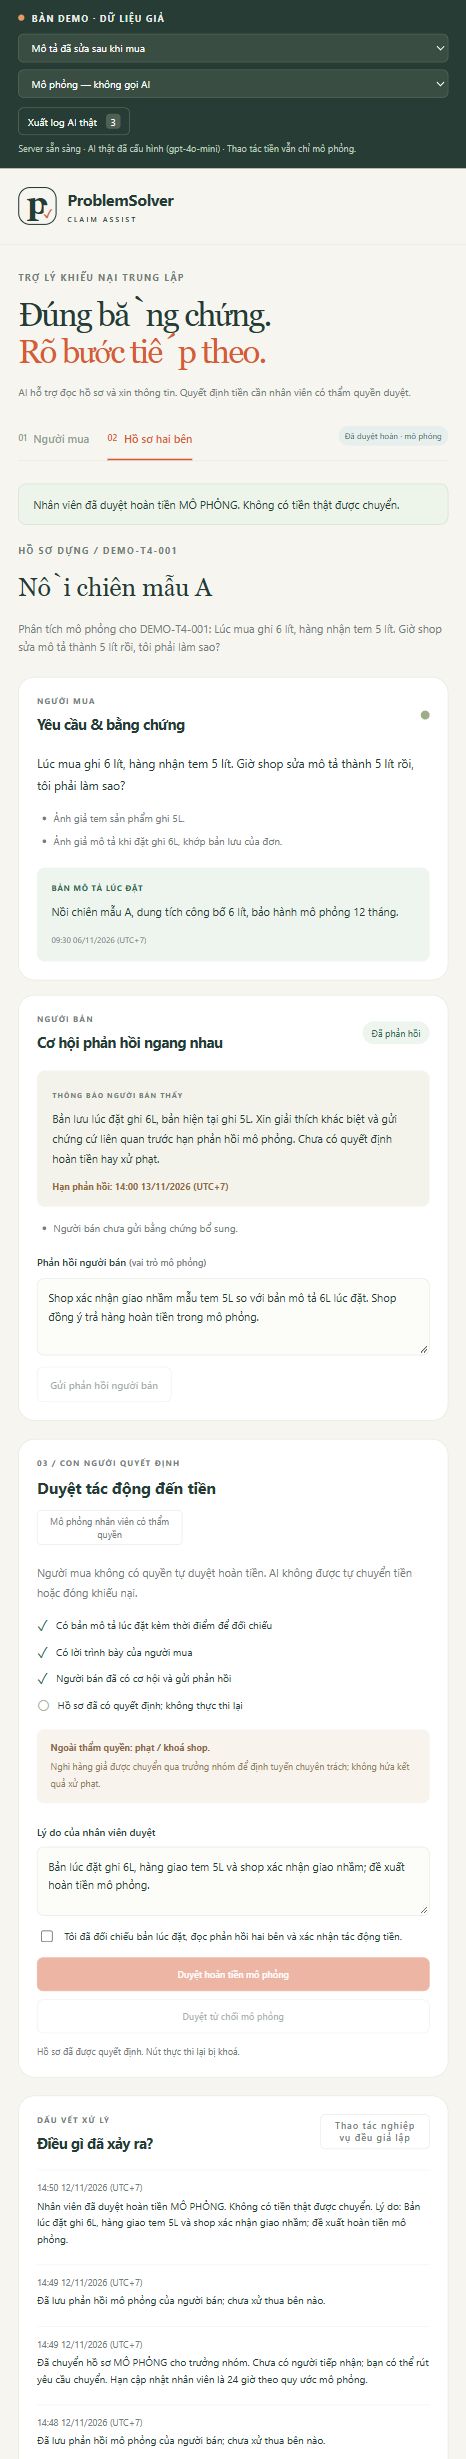 BẢN DEMO · DỮ LIỆU GIẢ
Mô tả đã sửa sau khi mua
Mô phỏng — không gọi AI
Xuất log AI thật 3
Server sẵn sàng · AI thật đã cấu hình (gpt-4o-mini) · Thao tác tiền vẫn chỉ mô phỏng.
ProblemSolver
CLAIM ASSIST
TRỢ LÝ KHIẾU NẠI TRUNG LẬP
Đúng bằng chứng.
Rõ bước tiếp theo.
AI hỗ trợ đọc hồ sơ và xin thông tin. Quyết định tiền cần nhân viên có thẩm quyền duyệt.
01 Người mua
02 Hồ sơ hai bên
Đã duyệt hoàn · mô phỏng
Nhân viên đã duyệt hoàn tiền MÔ PHỎNG. Không có tiền thật được chuyển.
HỒ SƠ DỰNG / DEMO-T4-001
Nồi chiên mẫu A
Phân tích mô phỏng cho DEMO-T4-001: Lúc mua ghi 6 lít, hàng nhận tem 5 lít. Giờ shop
sửa mô tả thành 5 lít rồi, tôi phải làm sao?
NGƯỜI MUA
Yêu cầu & bằng chứng
Lúc mua ghi 6 lít, hàng nhận tem 5 lít. Giờ shop sửa mô tả thành 5 lít rồi,
tôi phải làm sao?
• Ảnh giả tem sản phẩm ghi 5L.
• Ảnh giả mô tả khi đặt ghi 6L, khớp bản lưu của đơn.
BẢN MÔ TẢ LÚC ĐẶT
Nồi chiên mẫu A, dung tích công bố 6 lít, bảo hành mô phỏng 12 tháng.
09:30 06/11/2026 (UTC+7)
NGƯỜI BÁN
Cơ hội phản hồi ngang nhau
Đã phản hồi
THÔNG BÁO NGƯỜI BÁN THẤY
Bản lưu lúc đặt ghi 6L, bản hiện tại ghi 5L. Xin giải thích khác biệt và gửi
chứng cứ liên quan trước hạn phản hồi mô phỏng. Chưa có quyết định
hoàn tiền hay xử phạt.
Hạn phản hồi: 14:00 13/11/2026 (UTC+7)
• Người bán chưa gửi bằng chứng bổ sung.
Phản hồi người bán (vai trò mô phỏng)
Shop xác nhận giao nhầm mẫu tem 5L so với bản mô tả 6L lúc đặt. Shop
đồng ý trả hàng hoàn tiền trong mô phỏng.
Gửi phản hồi người bán
03 / CON NGƯỜI QUYẾT ĐỊNH
Duyệt tác động đến tiền
Mô phỏng nhân viên có thẩm
quyền
Người mua không có quyền tự duyệt hoàn tiền. AI không được tự chuyển tiền
hoặc đóng khiếu nại.
Có bản mô tả lúc đặt kèm thời điểm để đối chiếu
Có lời trình bày của người mua
Người bán đã có cơ hội và gửi phản hồi
Hồ sơ đã có quyết định; không thực thi lại
Ngoài thẩm quyền: phạt / khoá shop.
Nghi hàng giả được chuyển qua trưởng nhóm để định tuyến chuyên trách; không hứa kết
quả xử phạt.
Lý do của nhân viên duyệt
Bản lúc đặt ghi 6L, hàng giao tem 5L và shop xác nhận giao nhầm; đề xuất
hoàn tiền mô phỏng.
Tôi đã đối chiếu bản lúc đặt, đọc phản hồi hai bên và xác nhận tác động tiền.
Duyệt hoàn tiền mô phỏng
Duyệt từ chối mô phỏng
Hồ sơ đã được quyết định. Nút thực thi lại bị khoá.
DẤU VẾT XỬ LÝ
Điều gì đã xảy ra?
Thao tác nghiệp
vụ đều giả lập
14:50 12/11/2026 (UTC+7)
Nhân viên đã duyệt hoàn tiền MÔ PHỎNG. Không có tiền thật được chuyển. Lý do: Bản
lúc đặt ghi 6L, hàng giao tem 5L và shop xác nhận giao nhầm; đề xuất hoàn tiền mô
phỏng.
14:49 12/11/2026 (UTC+7)
Đã lưu phản hồi mô phỏng của người bán; chưa xử thua bên nào.
14:49 12/11/2026 (UTC+7)
Đã chuyển hồ sơ MÔ PHỎNG cho trưởng nhóm. Chưa có người tiếp nhận; bạn có thể rút
yêu cầu chuyển. Hạn cập nhật nhân viên là 24 giờ theo quy ước mô phỏng.
14:48 12/11/2026 (UTC+7)
Đã lưu phản hồi mô phỏng của người bán; chưa xử thua bên nào.